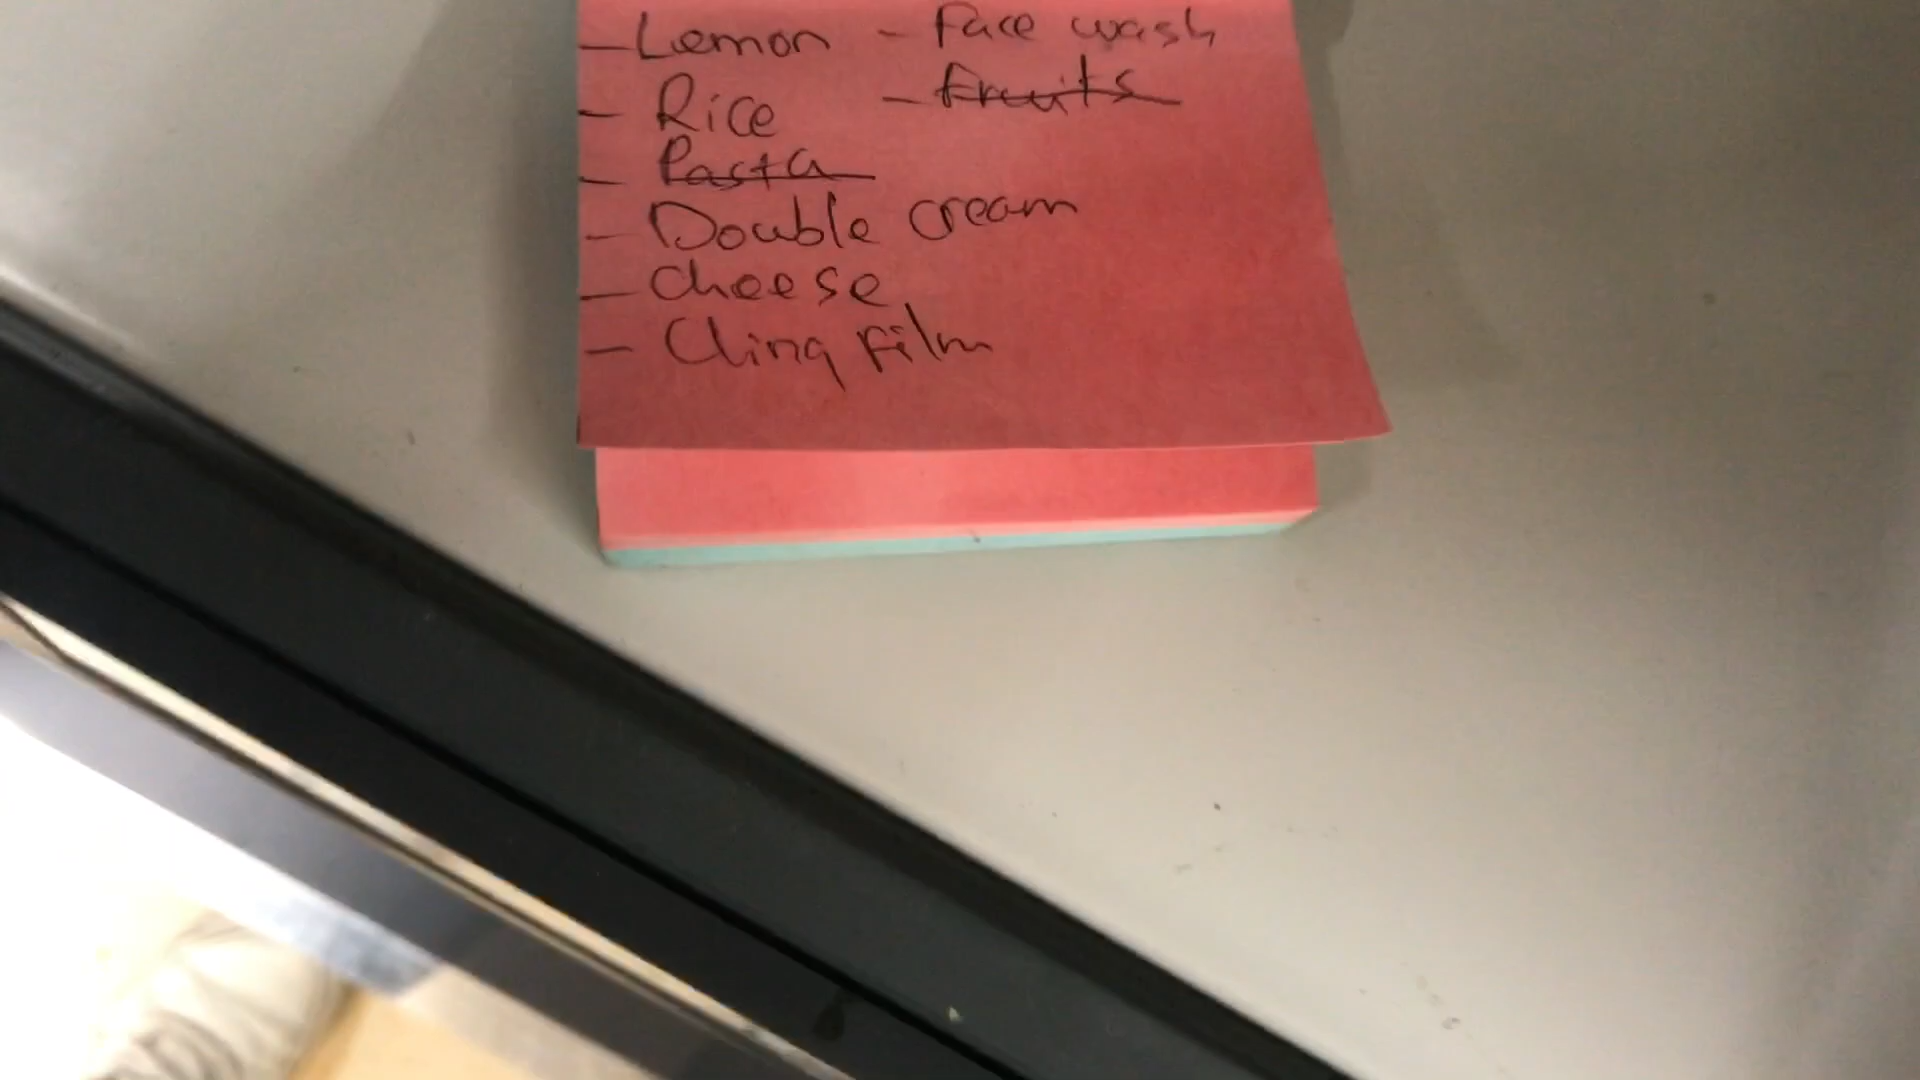 - Lemon - Face wash
- Rice - Fruits
- Pasta
- Double cream
- Cheese
- Cling Film